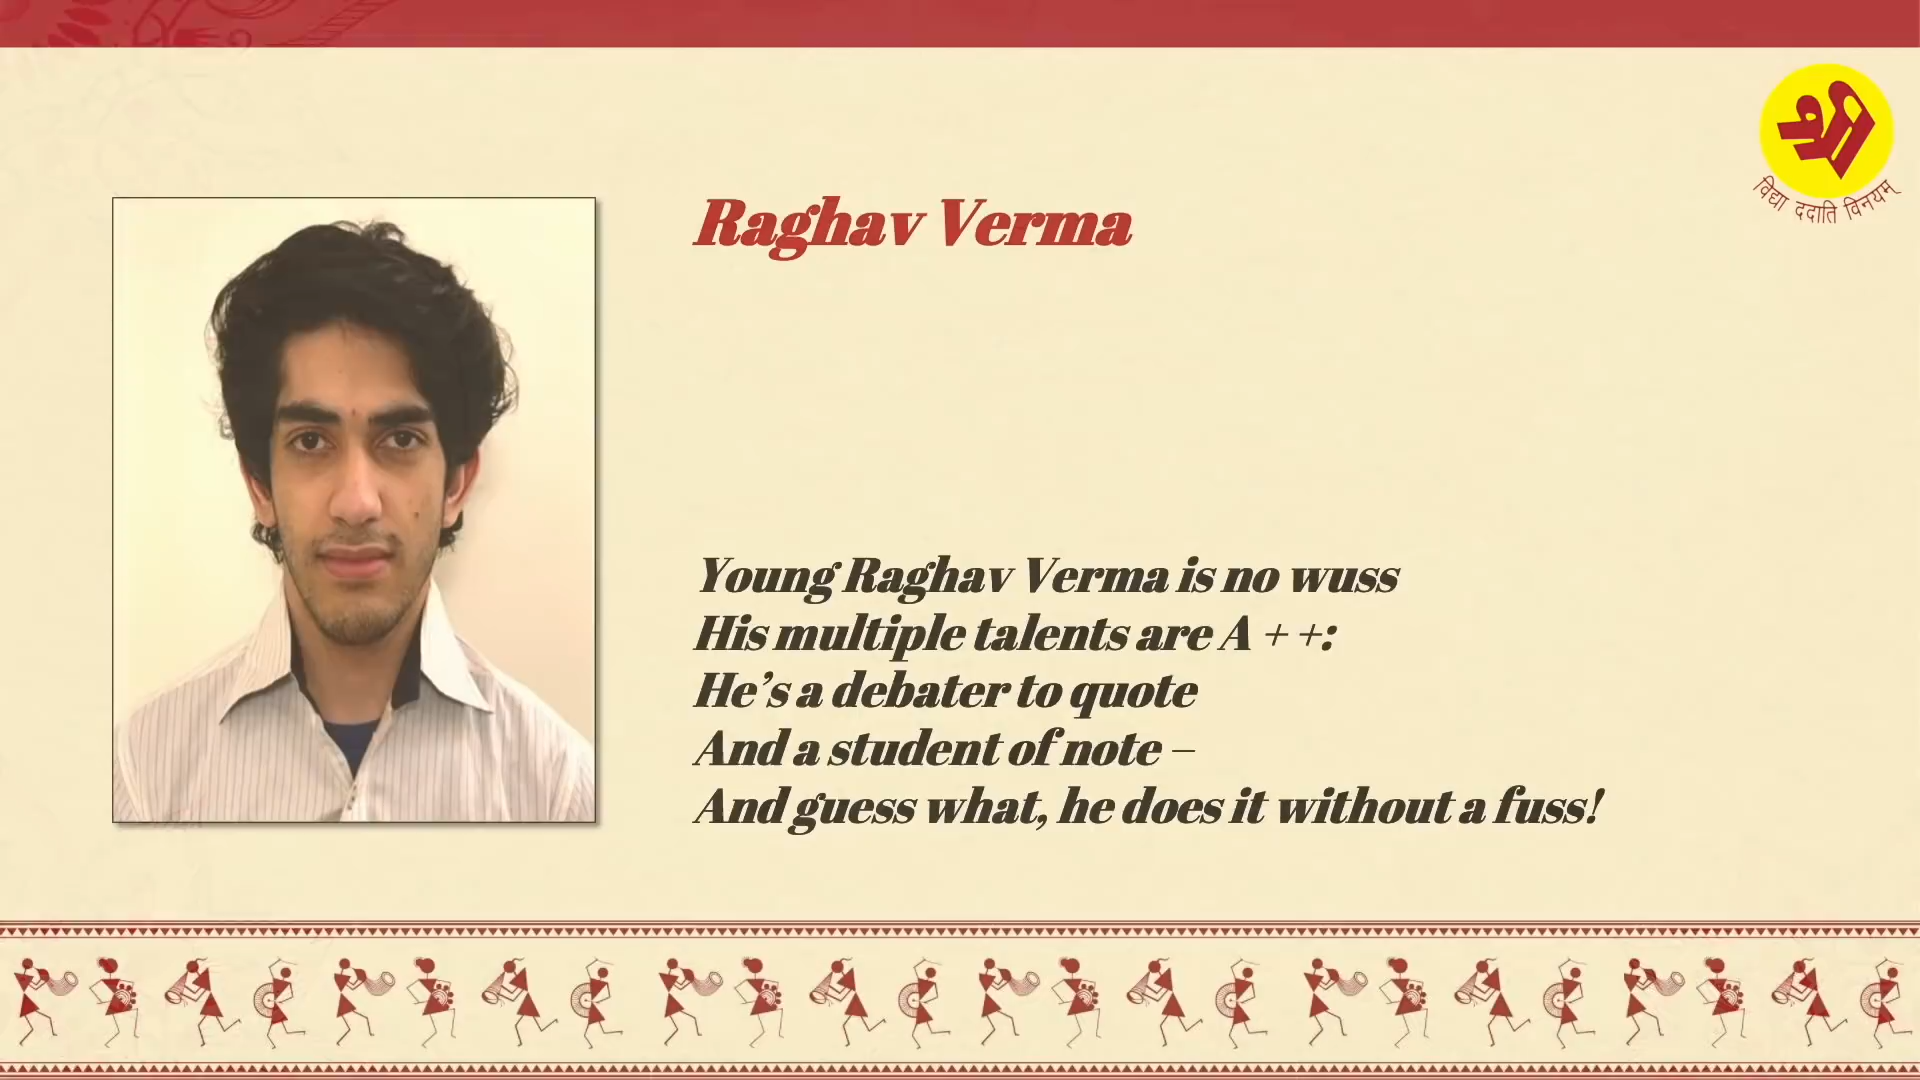 श्री
विद्या ददाति विनयम्
Raghav Verma
Young Raghav Verma is no wuss
His multiple talents are A + +:
He’s a debater to quote
And a student of note –
And guess what, he does it without a fuss!